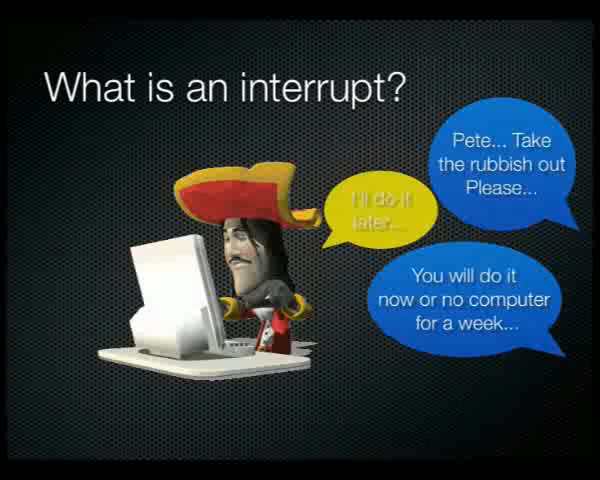 What is an interrupt?
Pete... Take
the rubbish out
Please...
I'll do it
later...
You will do it
now or no computer
for a week...